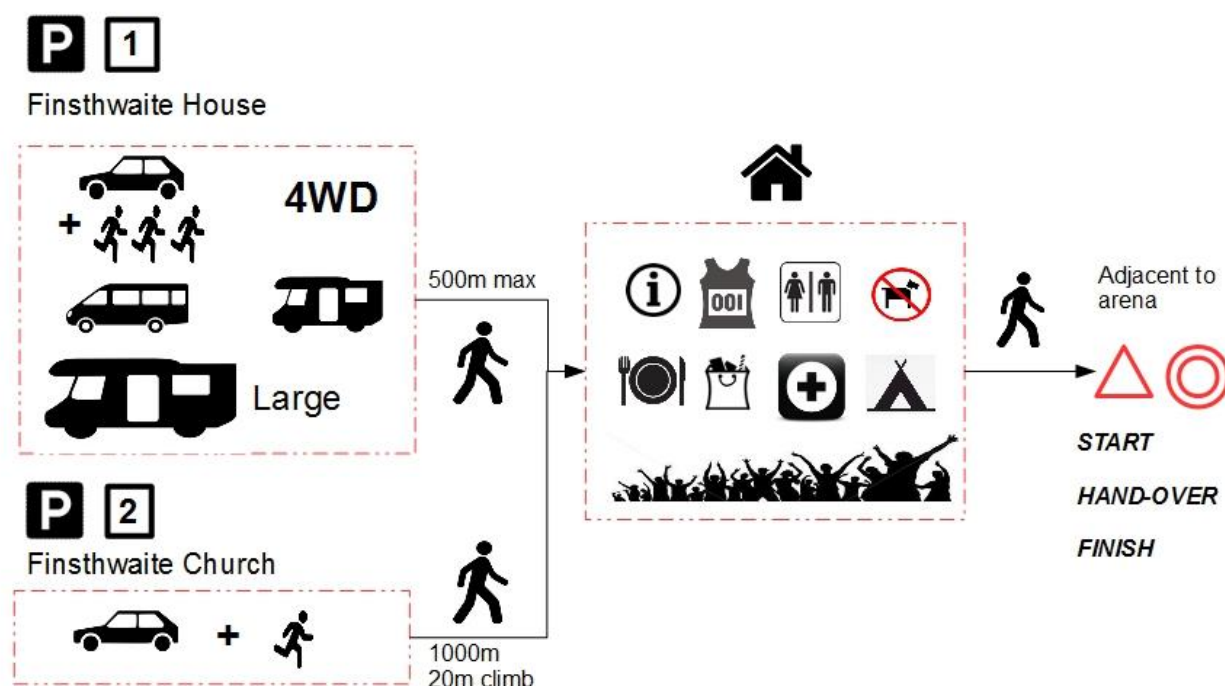 P 1
Finsthwaite House
4WD
+
Large
500m max
P 2
Finsthwaite Church
+
1000m
20m climb
i
001
Adjacent to
arena
START
HAND-OVER
FINISH